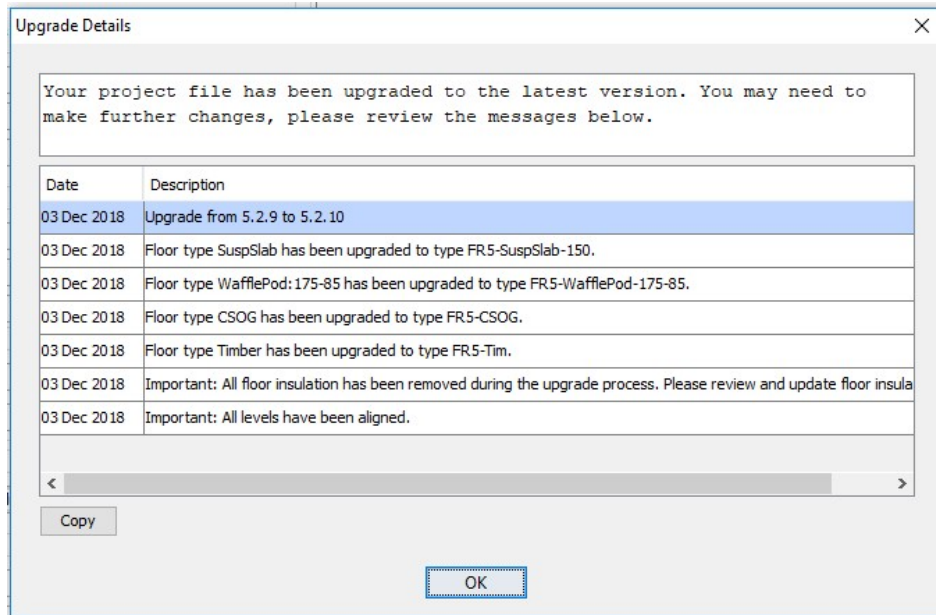 Upgrade Details
Your project file has been upgraded to the latest version. You may need to
make further changes, please review the messages below.
Date Description
03 Dec 2018 Upgrade from 5.2.9 to 5.2.10
03 Dec 2018 Floor type SuspSlab has been upgraded to type FR5-SuspSlab-150.
03 Dec 2018 Floor type WafflePod:175-85 has been upgraded to type FR5-WafflePod-175-85.
03 Dec 2018 Floor type CSOG has been upgraded to type FR5-CSOG.
03 Dec 2018 Floor type Timber has been upgraded to type FR5-Tim.
03 Dec 2018 Important: All floor insulation has been removed during the upgrade process. Please review and update floor insula
03 Dec 2018 Important: All levels have been aligned.
Copy
OK